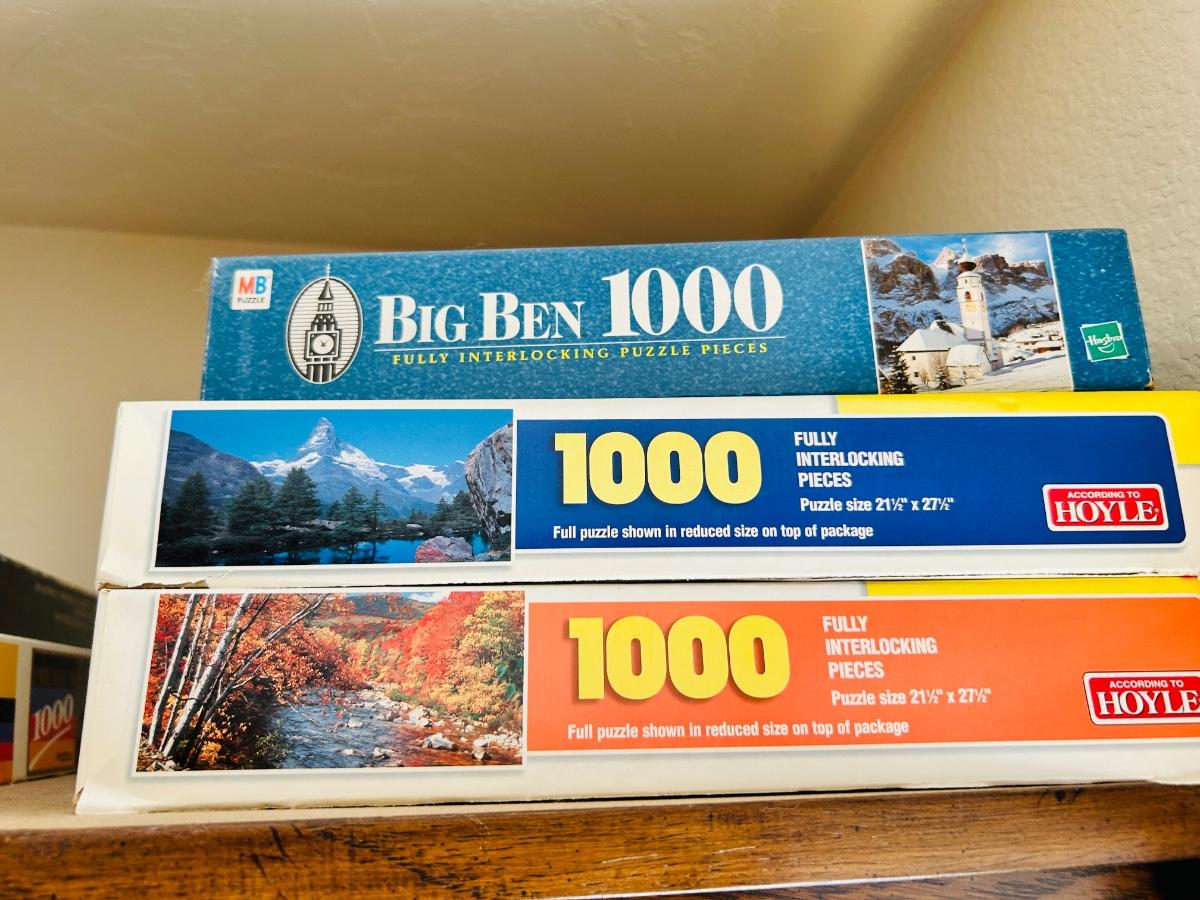 MB
PUZZLE
BIG BEN 1000
FULLY INTERLOCKING PUZZLE PIECES
Hasbro
1000
FULLY
INTERLOCKING
PIECES
Puzzle size 21½" x 27½"
Full puzzle shown in reduced size on top of package
ACCORDING TO
HOYLE
1000
FULLY
INTERLOCKING
PIECES
Puzzle size 21½" x 27½"
Full puzzle shown in reduced size on top of package
ACCORDING TO
HOYLE
1000